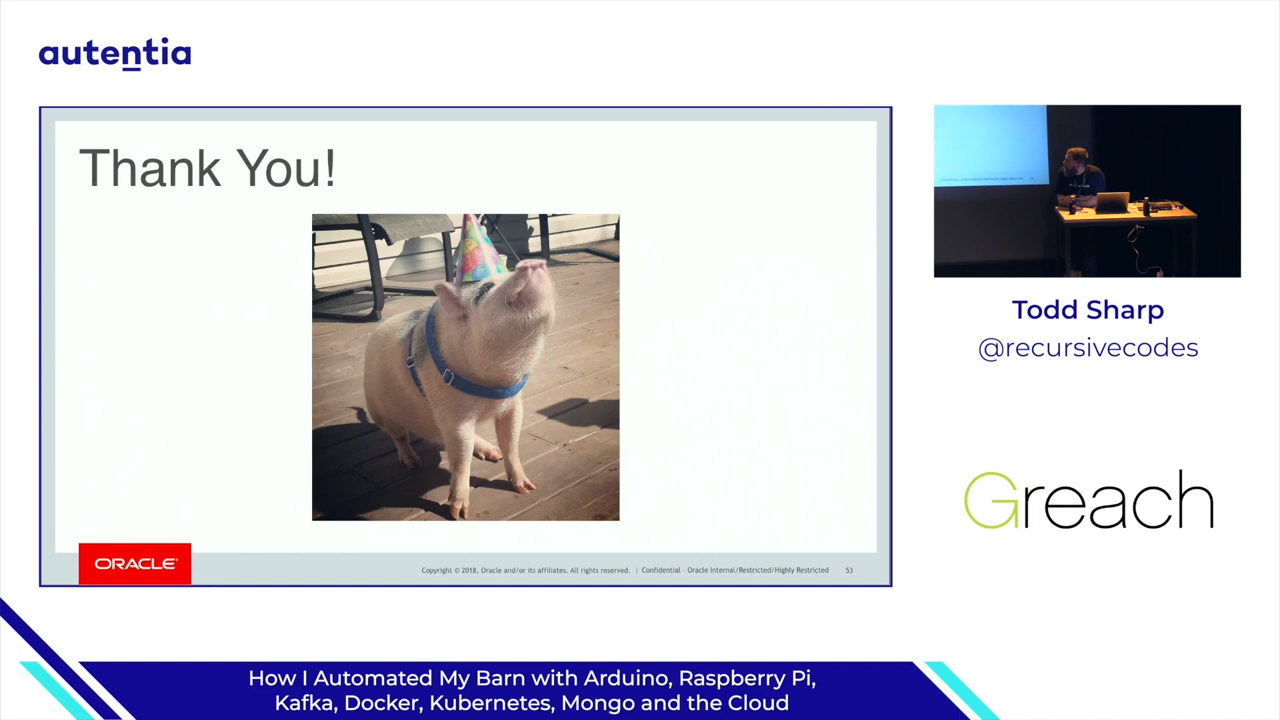 autentia
Thank You!
ORACLE
Copyright © 2018, Oracle and/or its affiliates. All rights reserved. | Confidential – Oracle Internal/Restricted/Highly Restricted 53
Todd Sharp
@recursivecodes
Greach
How I Automated My Barn with Arduino, Raspberry Pi,
Kafka, Docker, Kubernetes, Mongo and the Cloud